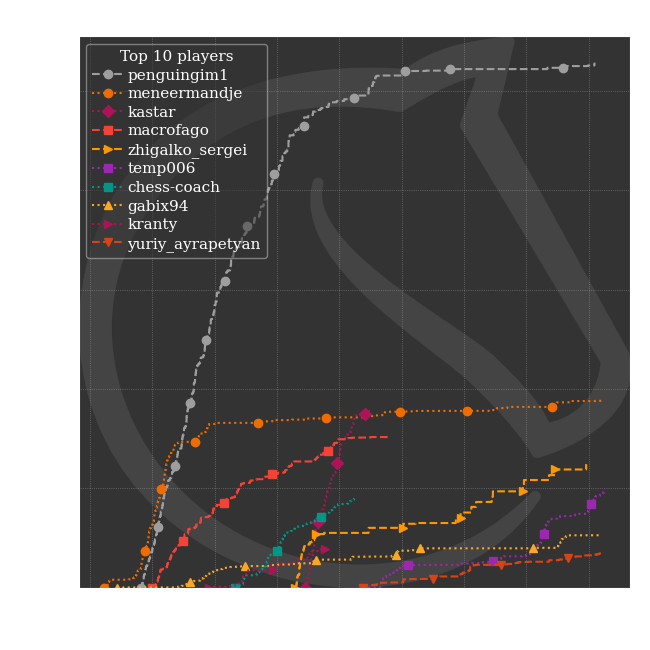 Top 10 players
penguingim1
meneermandje
kastar
macrofago
zhigalko_sergei
temp006
chess-coach
gabix94
kranty
yuriy_ayrapetyan